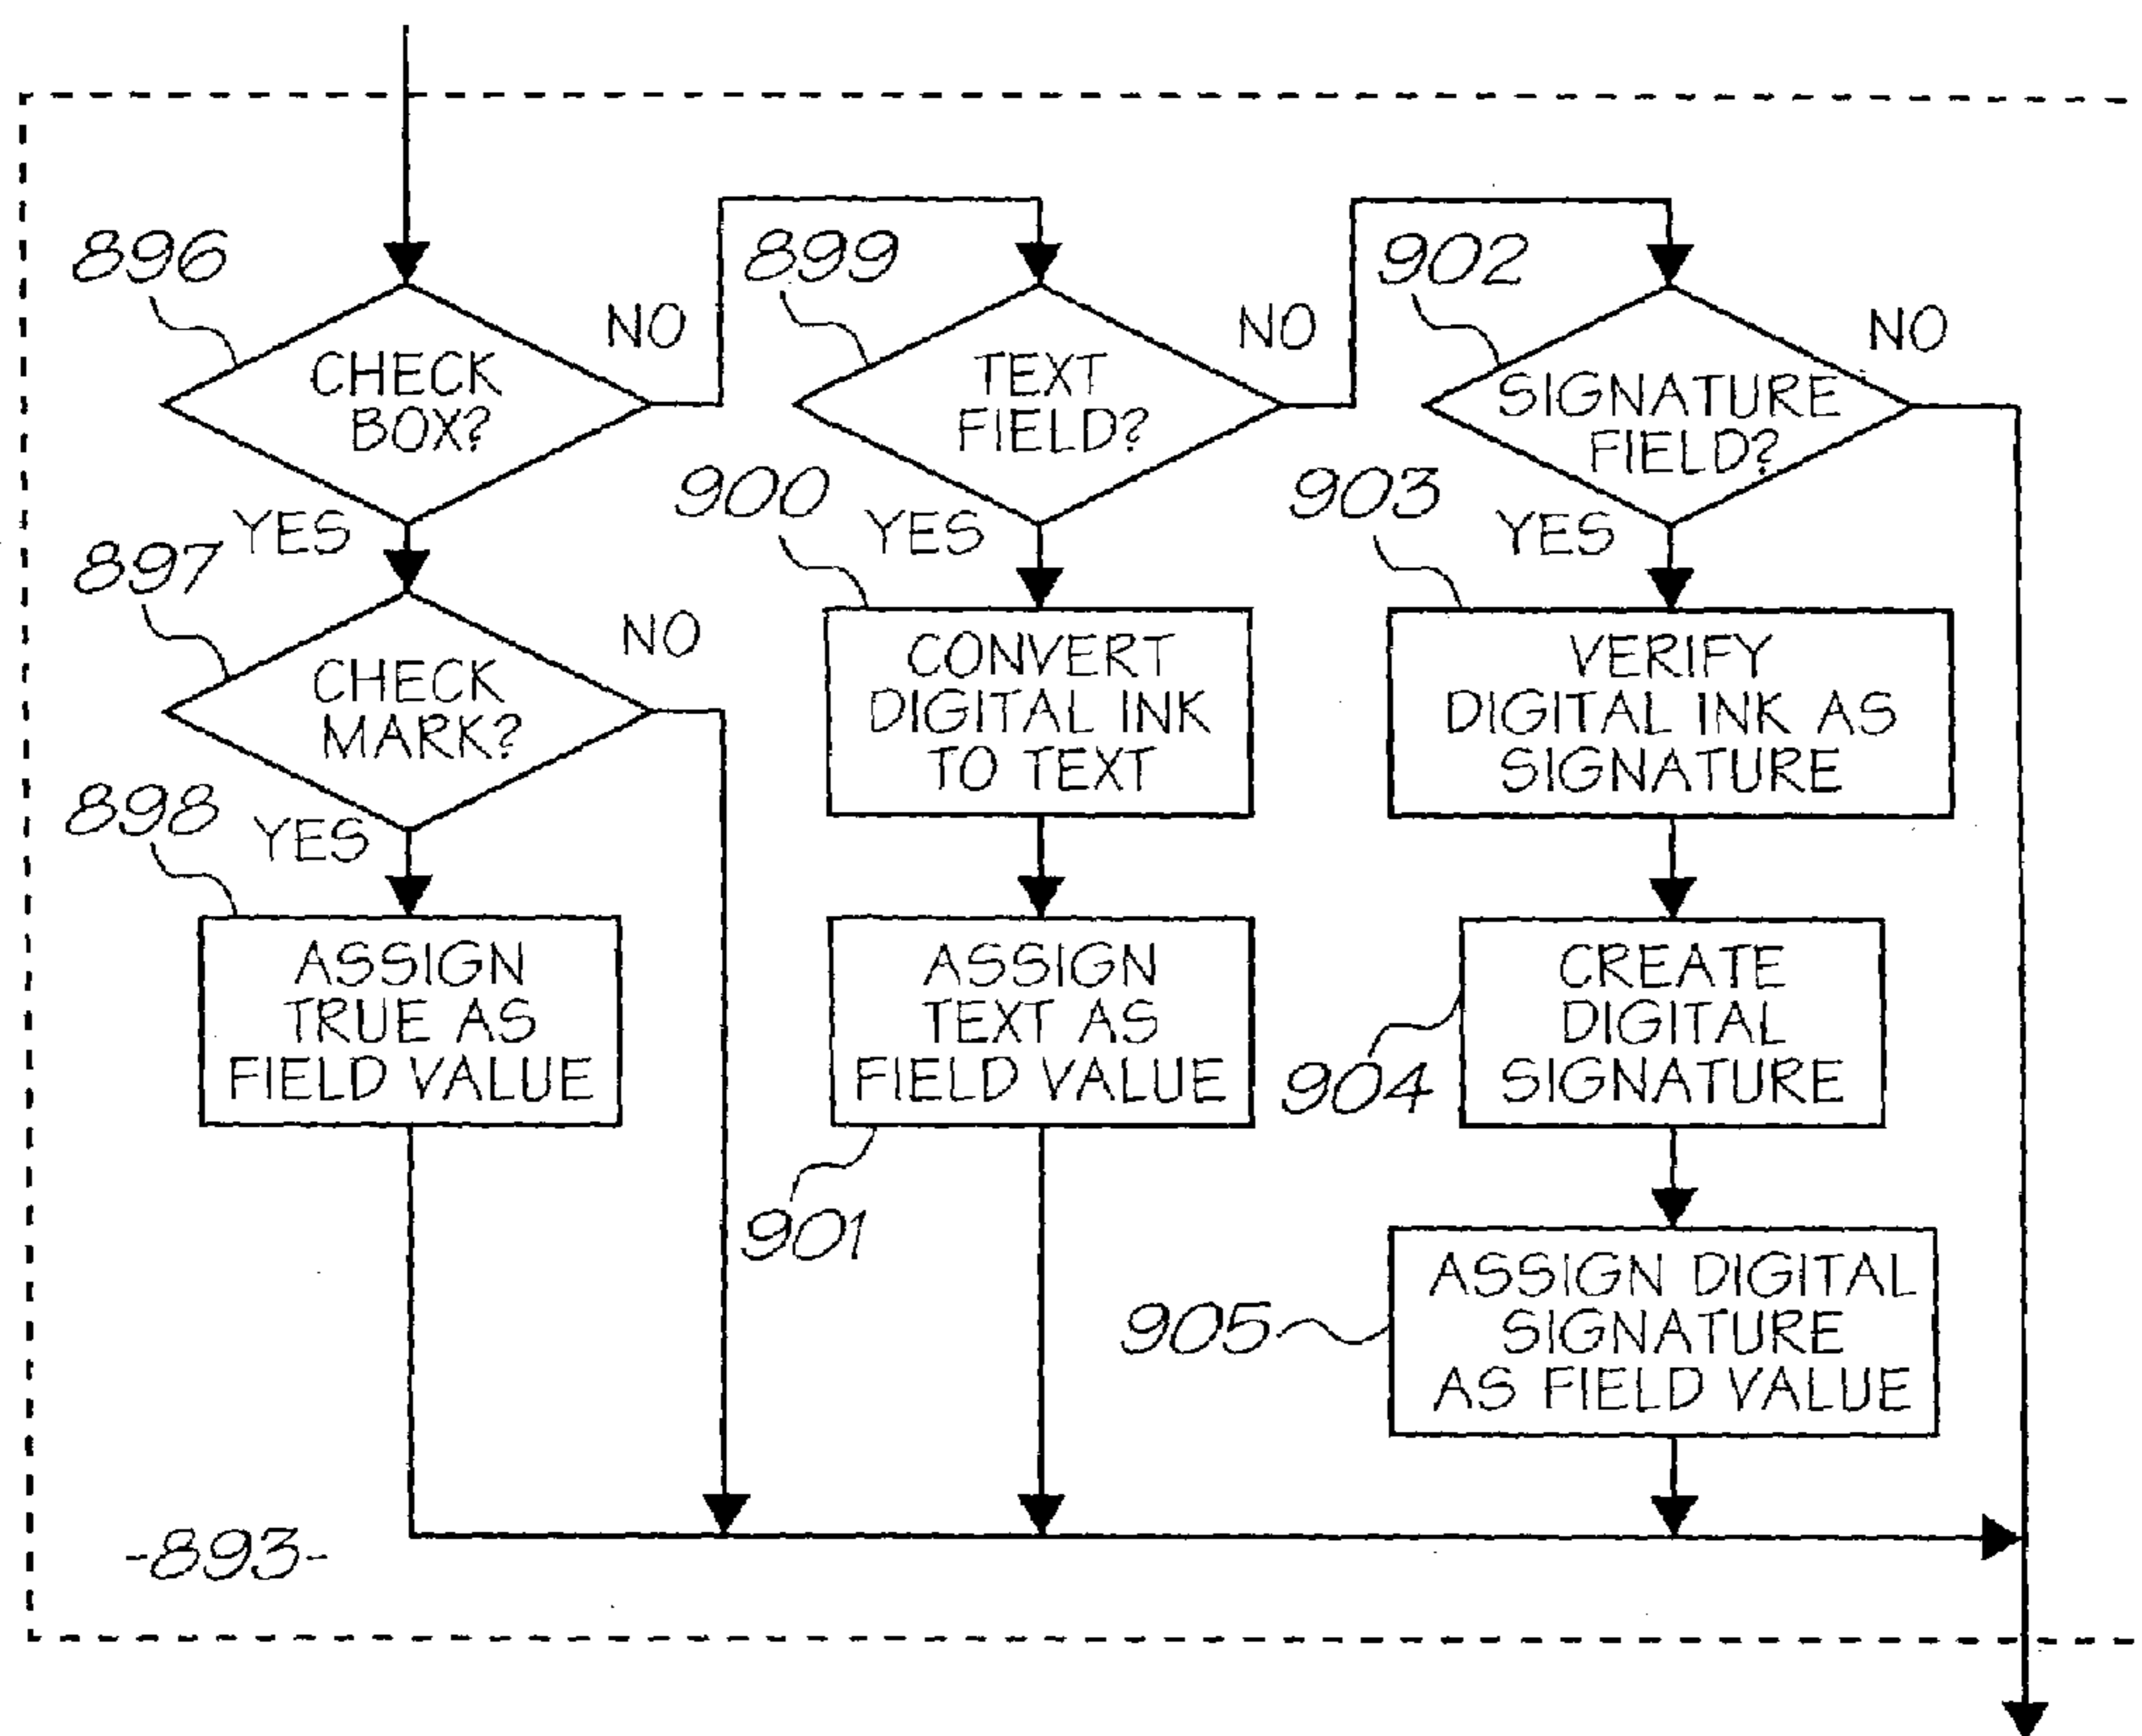 896
CHECK
BOX?
NO
YES
897
CHECK
MARK?
NO
YES
898
ASSIGN
TRUE AS
FIELD VALUE
899
TEXT
FIELD?
NO
YES
900
CONVERT
DIGITAL INK
TO TEXT
ASSIGN
TEXT AS
FIELD VALUE
901
902
SIGNATURE
FIELD?
NO
YES
903
VERIFY
DIGITAL INK AS
SIGNATURE
CREATE
DIGITAL
SIGNATURE
904
ASSIGN DIGITAL
SIGNATURE
AS FIELD VALUE
905
-893-